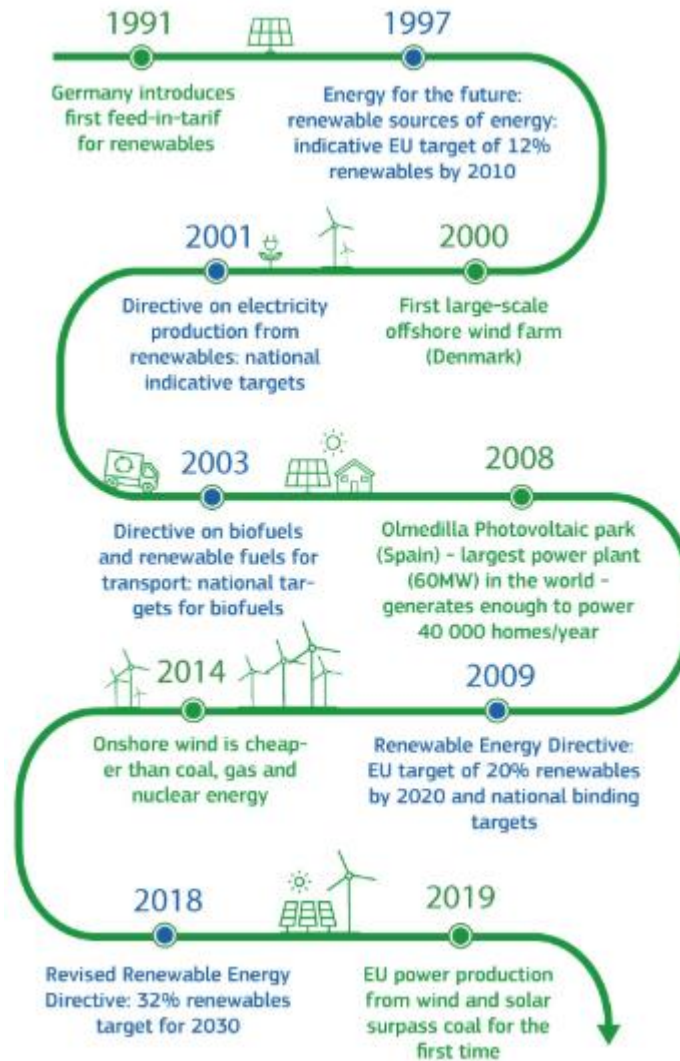 1991
Germany introduces
first feed-in-tarif
for renewables
1997
Energy for the future:
renewable sources of energy:
indicative EU target of 12%
renewables by 2010
2000
First large-scale
offshore wind farm
(Denmark)
2001
Directive on electricity
production from
renewables: national
indicative targets
2003
Directive on biofuels
and renewable fuels for
transport: national tar-
gets for biofuels
2008
Olmedilla Photovoltaic park
(Spain) - largest power plant
(60MW) in the world -
generates enough to power
40 000 homes/year
2009
Renewable Energy Directive:
EU target of 20% renewables
by 2020 and national binding
targets
2014
Onshore wind is cheap-
er than coal, gas and
nuclear energy
2018
Revised Renewable Energy
Directive: 32% renewables
target for 2030
2019
EU power production
from wind and solar
surpass coal for the
first time